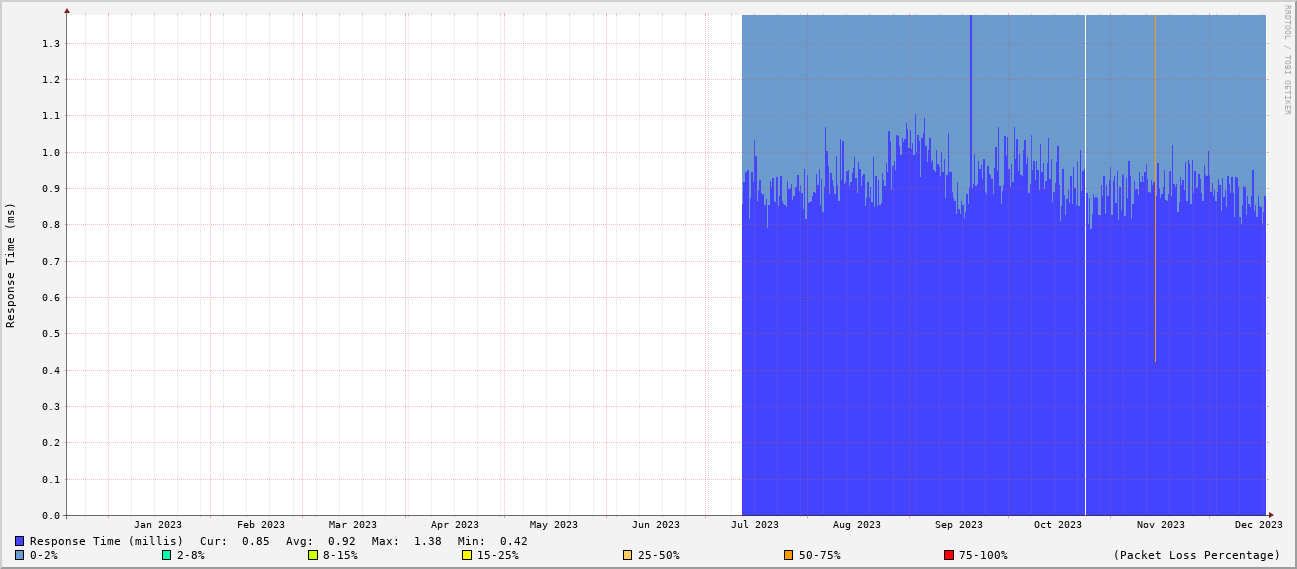 RRDTOOL / TOBI OETIKER
Response Time (ms)
1.3
1.2
1.1
1.0
0.9
0.8
0.7
0.6
0.5
0.4
0.3
0.2
0.1
0.0
Jan 2023 Feb 2023 Mar 2023 Apr 2023 May 2023 Jun 2023 Jul 2023 Aug 2023 Sep 2023 Oct 2023 Nov 2023 Dec 2023
Response Time (millis) Cur: 0.85 Avg: 0.92 Max: 1.38 Min: 0.42
0-2% 2-8% 8-15% 15-25% 25-50% 50-75% 75-100% (Packet Loss Percentage)